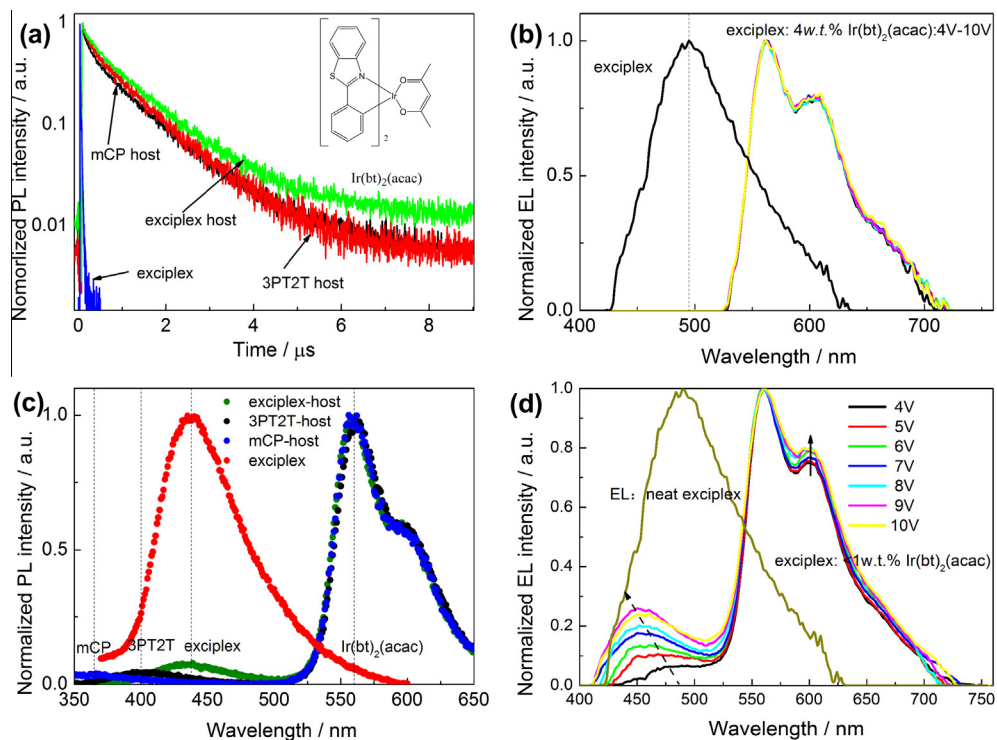 (a)
Nomorlized PL intensity / a.u.
1
0.1
0.01
0 2 4 6 8
Time / μs
mCP host
exciplex host
exciplex
3PT2T host
Ir(bt)2(acac)
S
N
Ir
O
O
2
(b)
Normalized EL intensity / a.u.
1.0
0.5
0.0
400 500 600 700
Wavelength / nm
exciplex: 4w.t.% Ir(bt)2(acac):4V-10V
exciplex
(c)
Normalized PL intensity / a.u.
1.0
0.5
0.0
350 400 450 500 550 600 650
Wavelength / nm
exciplex-host
3PT2T-host
mCP-host
exciplex
mCP
3PT2T
exciplex
Ir(bt)2(acac)
(d)
Normalized EL intensity / a.u.
1.0
0.8
0.6
0.4
0.2
0.0
400 450 500 550 600 650 700 750
Wavelength / nm
4V
5V
6V
7V
8V
9V
10V
EL: neat exciplex
exciplex: <1w.t.% Ir(bt)2(acac)